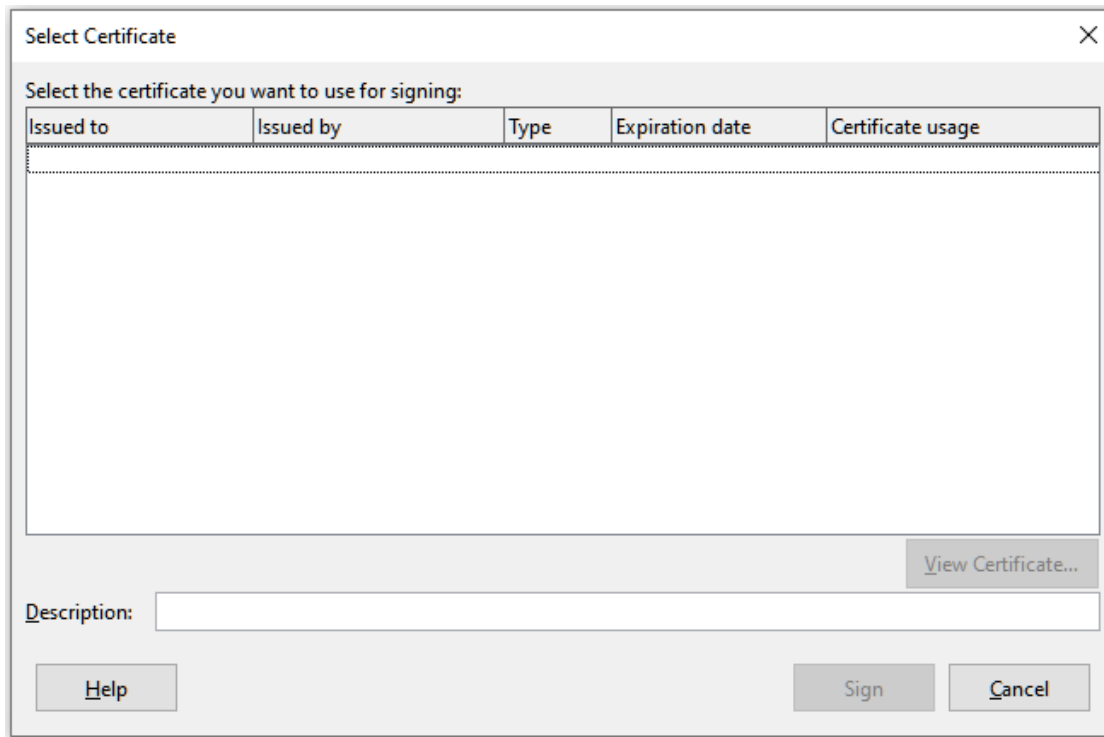 Select Certificate
Select the certificate you want to use for signing:
Issued to Issued by Type Expiration date Certificate usage
View Certificate...
Description:
Help Sign Cancel